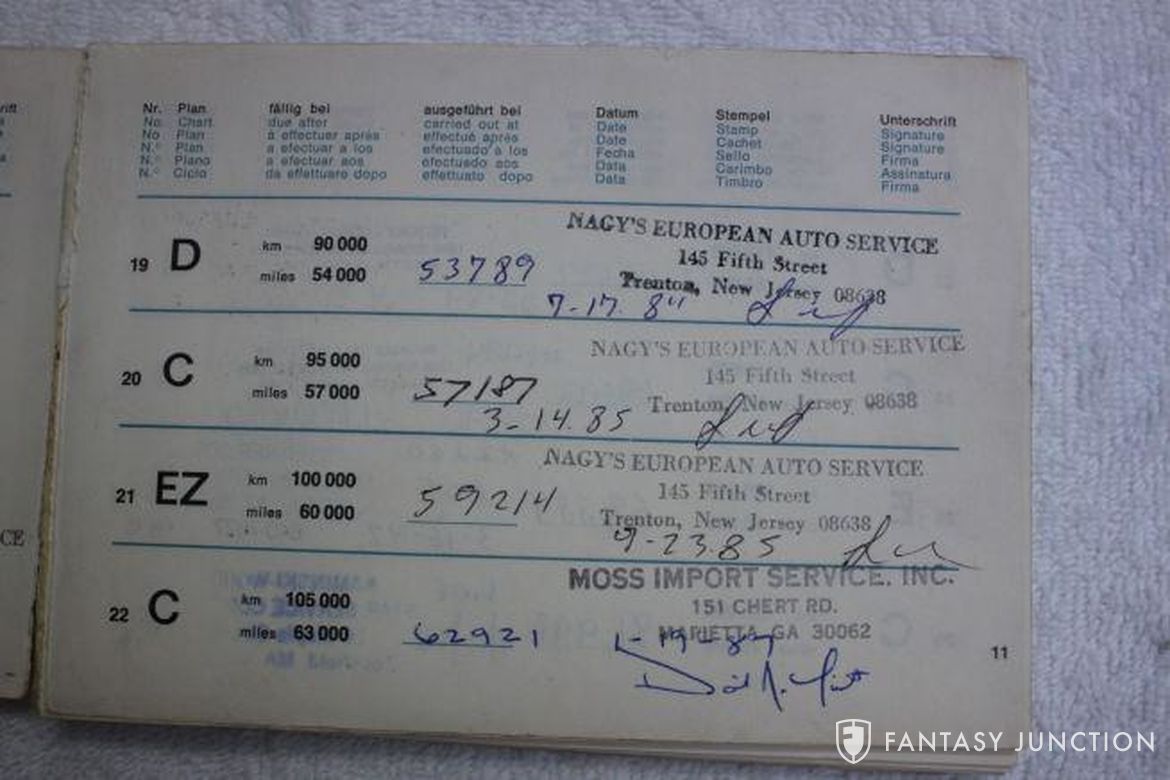 Nr. Plan fällig bei ausgeführt bei Datum Stempel Unterschrift
No. Chart due after carried out at Date Stamp Signature
No. Plan à effectuer après effectué après Date Cachet Signature
N.° Plan a efectuar a los efectuado a los Fecha Sello Firma
N.° Plano a efectuar aos efectuado aos Data Carimbo Assinatura
N.° Ciclo da effettuare dopo effettuato dopo Data Timbro Firma
NAGY'S EUROPEAN AUTO SERVICE
145 Fifth Street
19 D km 90 000
miles 54 000 53789 Trenton, New Jersey 08638
7-17. 84
NAGY'S EUROPEAN AUTO SERVICE
145 Fifth Street
20 C km 95 000
miles 57 000 57187 Trenton, New Jersey 08638
3-14.85
NAGY'S EUROPEAN AUTO SERVICE
145 Fifth Street
21 EZ km 100 000
miles 60 000 59214 Trenton, New Jersey 08638
9-23 85
MOSS IMPORT SERVICE, INC.
151 CHERT RD.
22 C km 105 000
miles 63 000 62921 MARIETTA, GA 30062
1-19-87
11
CE
FANTASY JUNCTION